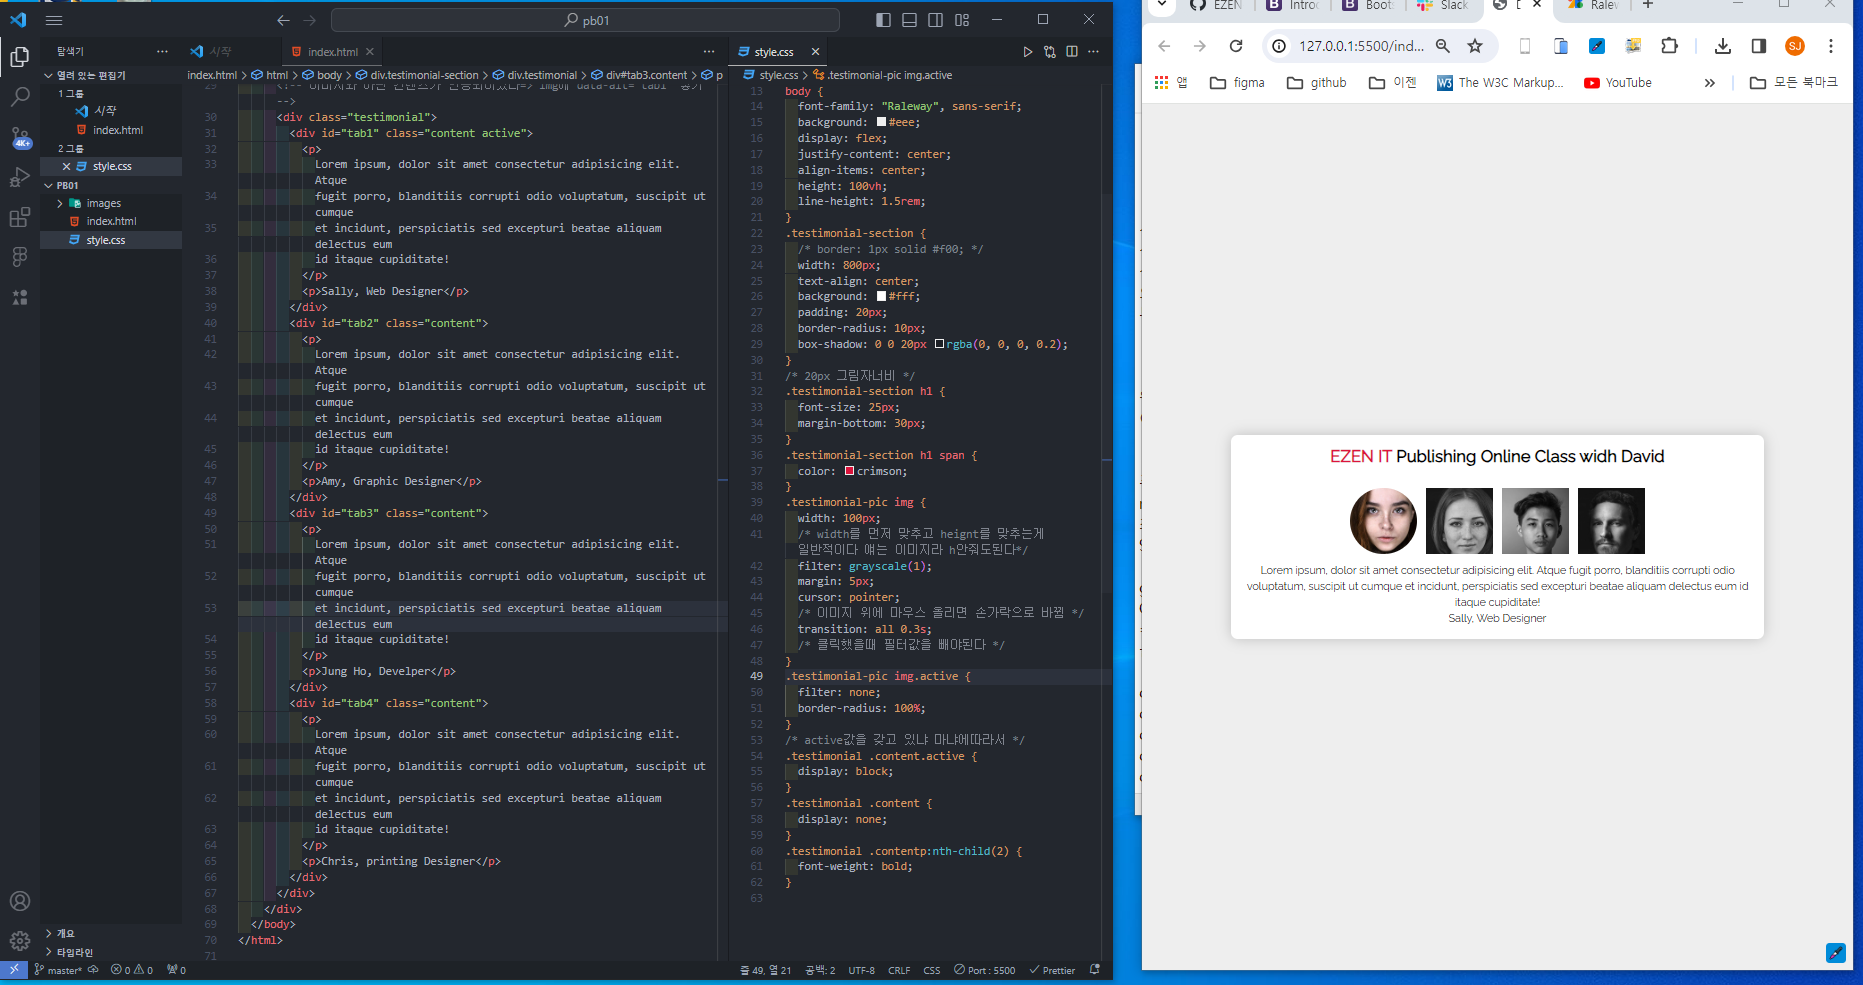 pb01
탐색기
시작
index.html
style.css
열려 있는 편집기
1 그룹
시작
index.html
2 그룹
style.css
PB01
images
index.html
style.css
개요
타임라인
4K+
index.html > html > body > div.testimonial-section > div.testimonial > div#tab3.content > p
-->
30 <div class="testimonial">
31 <div id="tab1" class="content active">
32 <p>
33 Lorem ipsum, dolor sit amet consectetur adipisicing elit.
Atque
34 fugit porro, blanditiis corrupti odio voluptatum, suscipit ut
cumque
35 et incidunt, perspiciatis sed excepturi beatae aliquam
delectus eum
36 id itaque cupiditate!
37 </p>
38 <p>Sally, Web Designer</p>
39 </div>
40 <div id="tab2" class="content">
41 <p>
42 Lorem ipsum, dolor sit amet consectetur adipisicing elit.
Atque
43 fugit porro, blanditiis corrupti odio voluptatum, suscipit ut
cumque
44 et incidunt, perspiciatis sed excepturi beatae aliquam
delectus eum
45 id itaque cupiditate!
46 </p>
47 <p>Amy, Graphic Designer</p>
48 </div>
49 <div id="tab3" class="content">
50 <p>
51 Lorem ipsum, dolor sit amet consectetur adipisicing elit.
Atque
52 fugit porro, blanditiis corrupti odio voluptatum, suscipit ut
cumque
53 et incidunt, perspiciatis sed excepturi beatae aliquam
delectus eum
54 id itaque cupiditate!
55 </p>
56 <p>Jung Ho, Develper</p>
57 </div>
58 <div id="tab4" class="content">
59 <p>
60 Lorem ipsum, dolor sit amet consectetur adipisicing elit.
Atque
61 fugit porro, blanditiis corrupti odio voluptatum, suscipit ut
cumque
62 et incidunt, perspiciatis sed excepturi beatae aliquam
delectus eum
63 id itaque cupiditate!
64 </p>
65 <p>Chris, printing Designer</p>
66 </div>
67 </div>
68 </div>
69 </body>
70 </html>
71
style.css > .testimonial-pic img.active
13 body {
14 font-family: "Raleway", sans-serif;
15 background: #eee;
16 display: flex;
17 justify-content: center;
18 align-items: center;
19 height: 100vh;
20 line-height: 1.5rem;
21 }
22 .testimonial-section {
23 /* border: 1px solid #f00; */
24 width: 800px;
25 text-align: center;
26 background: #fff;
27 padding: 20px;
28 border-radius: 10px;
29 box-shadow: 0 0 20px rgba(0, 0, 0, 0.2);
30 }
31 /* 20px 그림자너비 */
32 .testimonial-section h1 {
33 font-size: 25px;
34 margin-bottom: 30px;
35 }
36 .testimonial-section h1 span {
37 color: crimson;
38 }
39 .testimonial-pic img {
40 width: 100px;
41 /* width를 먼저 맞추고 heignt를 맞추는게
일반적이다 얘는 이미지라 h안줘도된다*/
42 filter: grayscale(1);
43 margin: 5px;
44 cursor: pointer;
45 /* 이미지 위에 마우스 올리면 손가락으로 바뀜 */
46 transition: all 0.3s;
47 /* 클릭했을때 필터값을 빼야된다 */
48 }
49 .testimonial-pic img.active {
50 filter: none;
51 border-radius: 100%;
52 }
53 /* active값을 갖고 있냐 마냐에따라서 */
54 .testimonial .content.active {
55 display: block;
56 }
57 .testimonial .content {
58 display: none;
59 }
60 .testimonial .contentp:nth-child(2) {
61 font-weight: bold;
62 }
63
master* 0 0 0
줄 49, 열 21 공백: 2 UTF-8 CRLF CSS Port : 5500 Prettier
EZEN Introd Boots Slack Ralew
127.0.0.1:5500/ind... SJ
앱 figma github 이젠 The W3C Markup... YouTube 모든 북마크
EZEN IT Publishing Online Class widh David
Lorem ipsum, dolor sit amet consectetur adipisicing elit. Atque fugit porro, blanditiis corrupti odio
voluptatum, suscipit ut cumque et incidunt, perspiciatis sed excepturi beatae aliquam delectus eum id
itaque cupiditate!
Sally, Web Designer